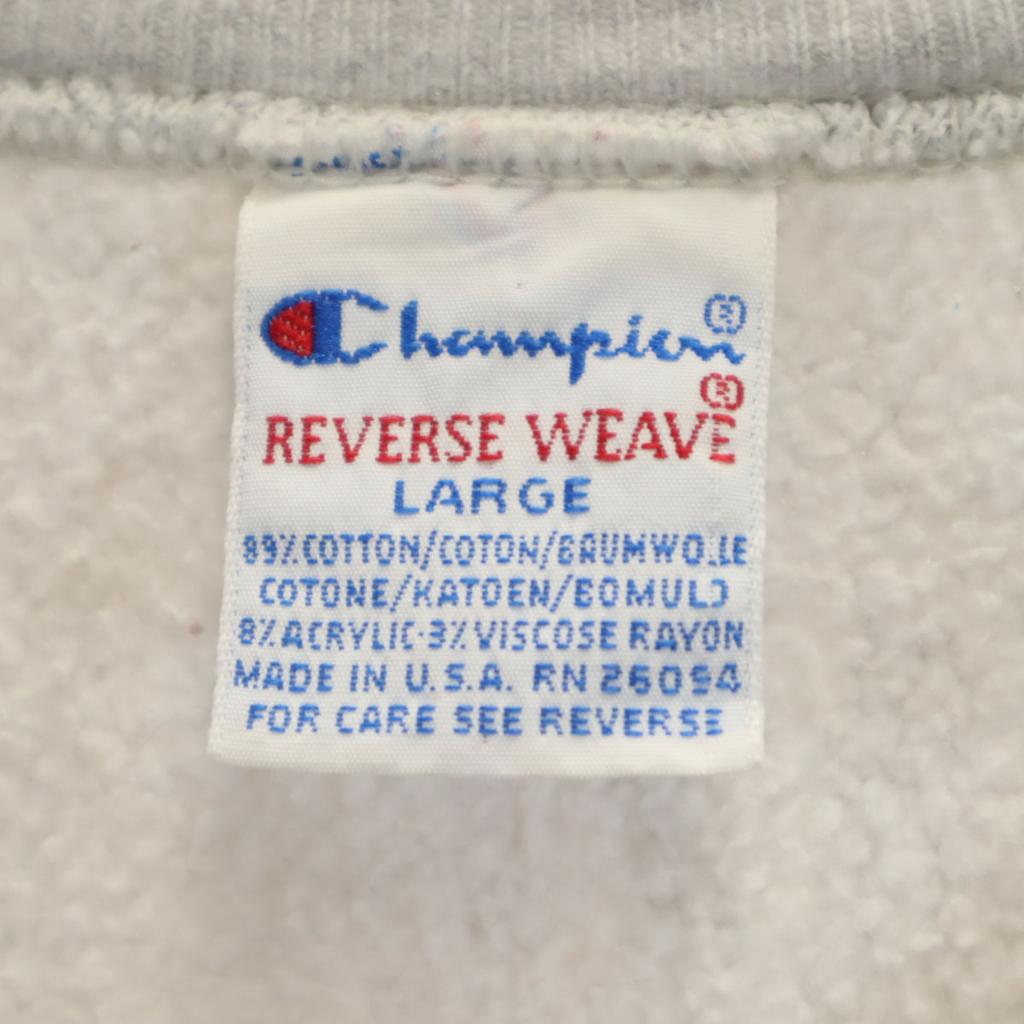 Champion®
REVERSE WEAVE®
LARGE
89% COTTON/COTON/BAUMWOLLE
COTONE/KATOEN/BOMULD
8% ACRYLIC·3% VISCOSE RAYON
MADE IN U.S.A. RN 26094
FOR CARE SEE REVERSE